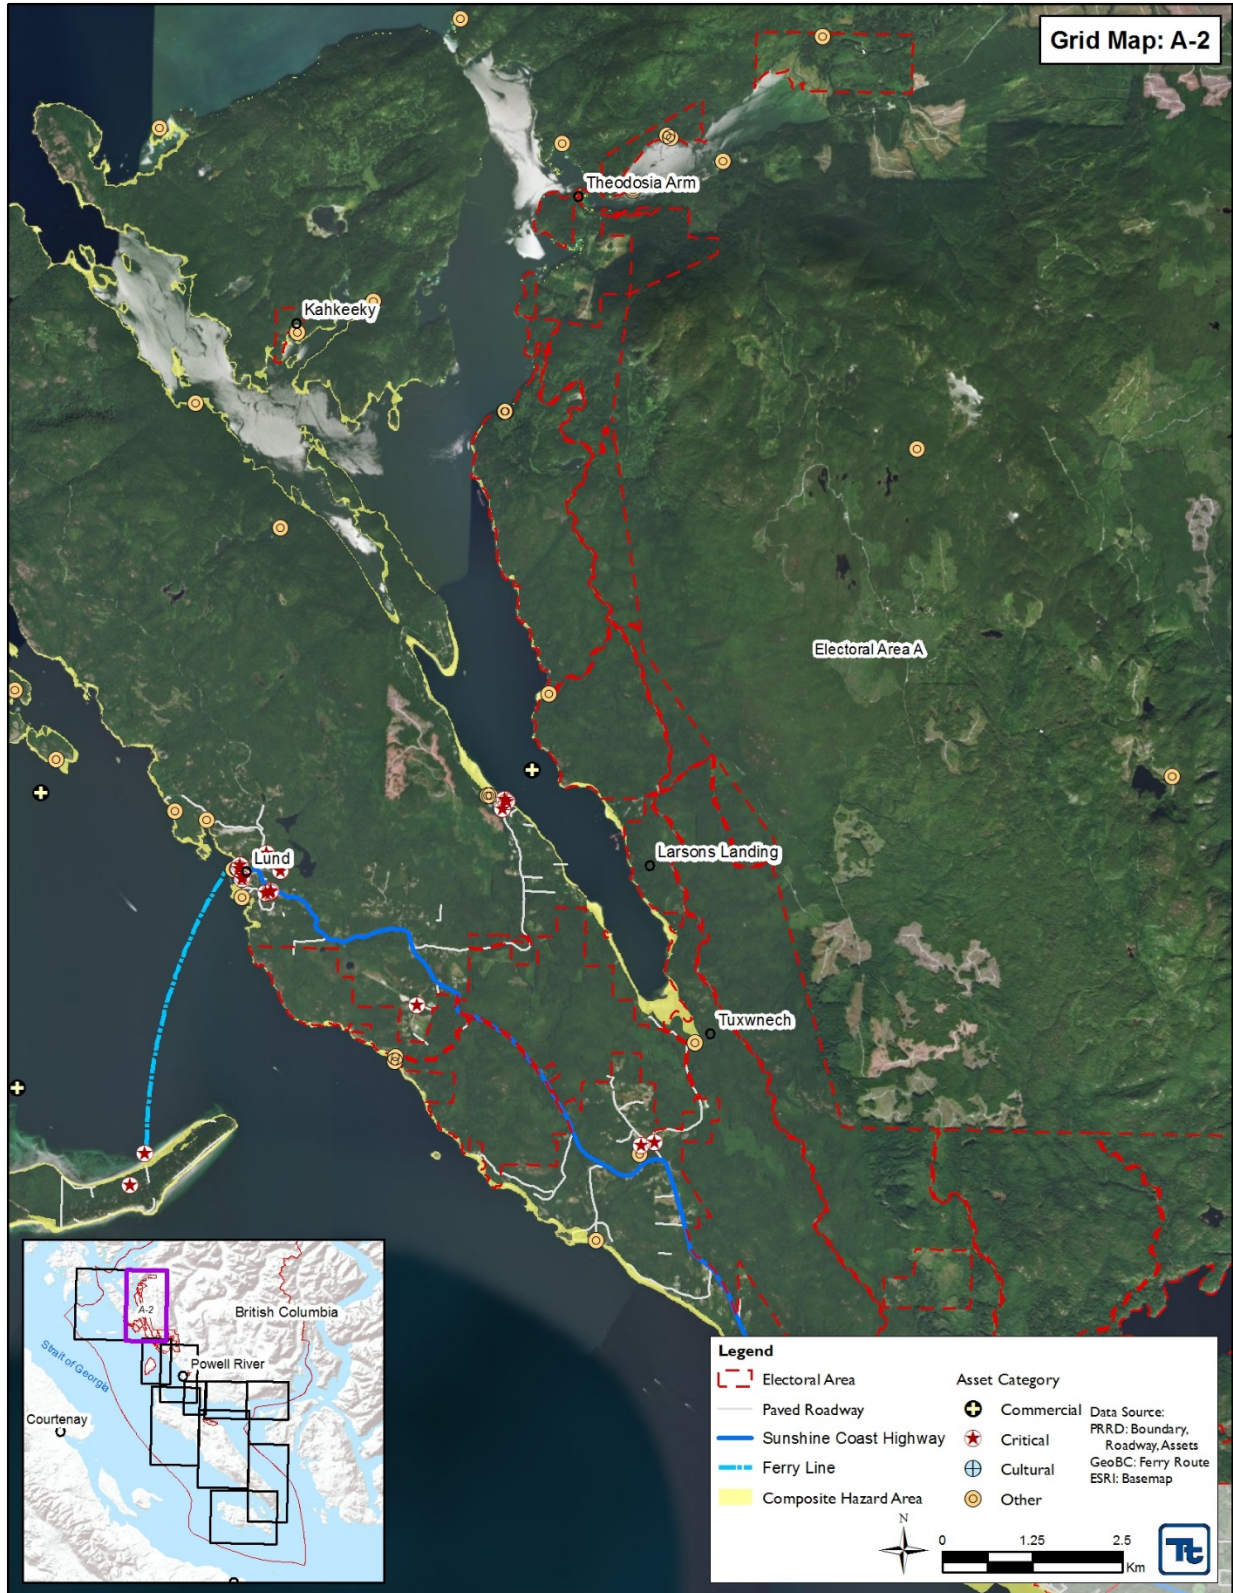 Grid Map: A-2
Theodosia Arm
Kahkeeky
Electoral Area A
Larsons Landing
Lund
Tuxwnech
A-2
British Columbia
Strait of Georgia
Powell River
Courtenay
Legend
Electoral Area
Paved Roadway
Sunshine Coast Highway
Ferry Line
Composite Hazard Area
Asset Category
Commercial
Critical
Cultural
Other
Data Source:
PRRD: Boundary,
Roadway, Assets
GeoBC: Ferry Route
ESRI: Basemap
N
0 1.25 2.5
Km
Tt